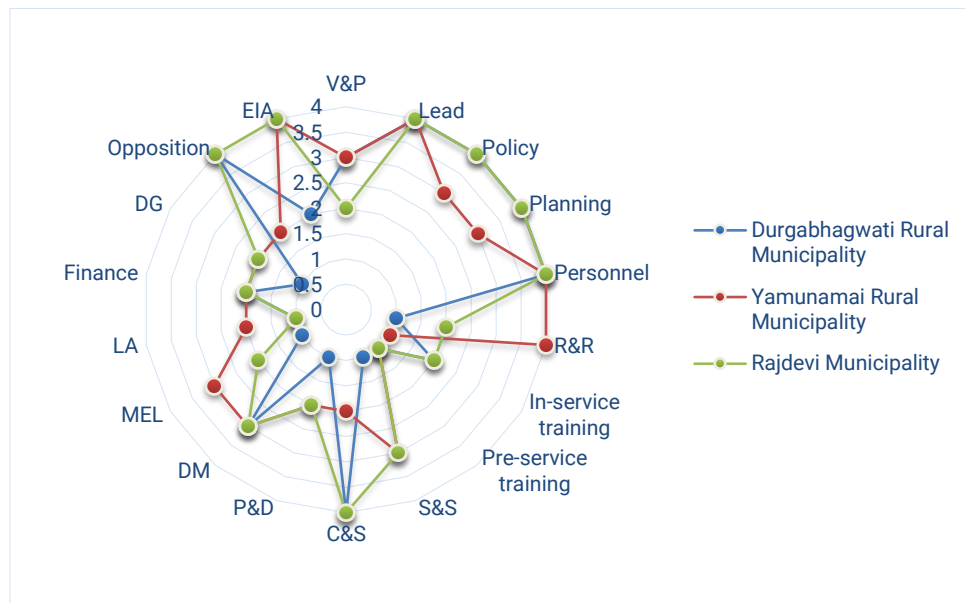 V&P
EIA
Lead
Opposition
Policy
DG
Planning
Finance
Personnel
LA
R&R
MEL
In-service
training
DM
Pre-service
training
P&D
S&S
C&S
4
3.5
3
2.5
2
1.5
1
0.5
0
Durgabhagwati Rural
Municipality
Yamunamai Rural
Municipality
Rajdevi Municipality